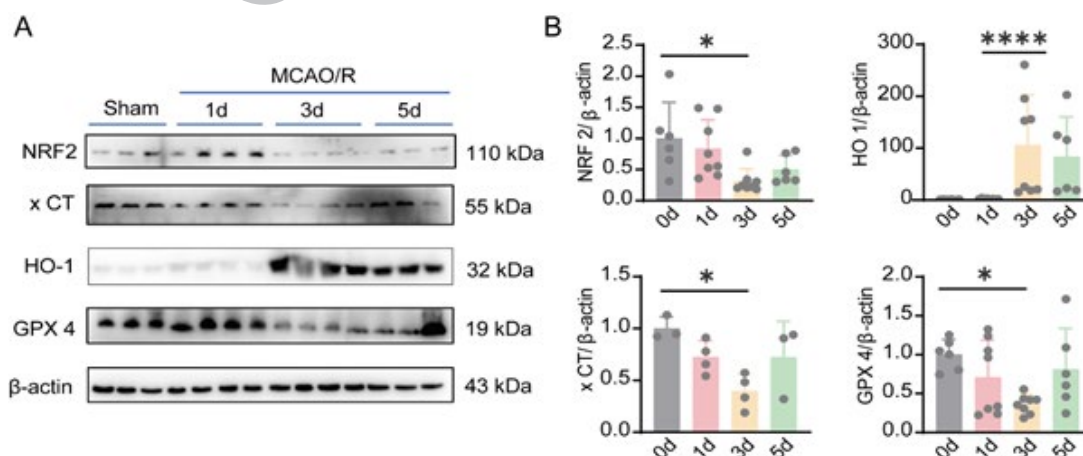 A
MCAO/R
Sham 1d 3d 5d
NRF2 110 kDa
x CT 55 kDa
HO-1 32 kDa
GPX 4 19 kDa
β-actin 43 kDa
B
NRF 2/β-actin
2.5
2.0
1.5
1.0
0.5
0.0
*
0d 1d 3d 5d
HO 1/β-actin
300
200
100
0
****
0d 1d 3d 5d
x CT/β-actin
1.5
1.0
0.5
0.0
*
0d 1d 3d 5d
GPX 4/β-actin
2.0
1.5
1.0
0.5
0.0
*
0d 1d 3d 5d